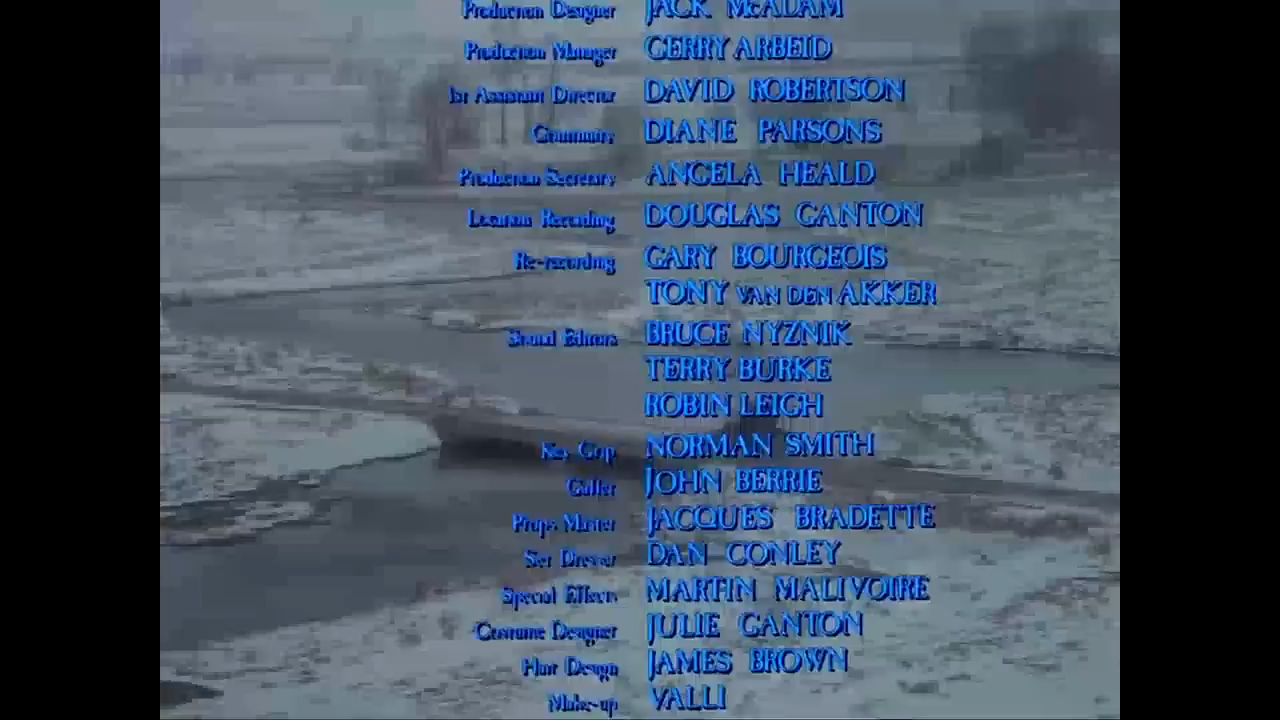 Production Designer JACK McADAM
Production Manager GERRY ARBEID
1st Assistant Director DAVID ROBERTSON
Continuity DIANE PARSONS
Production Secretary ANGELA HEALD
Location Recording DOUGLAS GANTON
Re-recording GARY BOURGEOIS
TONY VAN DEN AKKER
Sound Editors BRUCE NYZNIK
TERRY BURKE
ROBIN LEIGH
Key Grip NORMAN SMITH
Gaffer JOHN BERRIE
Props Master JACQUES BRADETTE
Set Dresser DAN CONLEY
Special Effects MARTIN MALIVOIRE
Costume Designer JULIE GANTON
Hair Design JAMES BROWN
Make-up VALLI